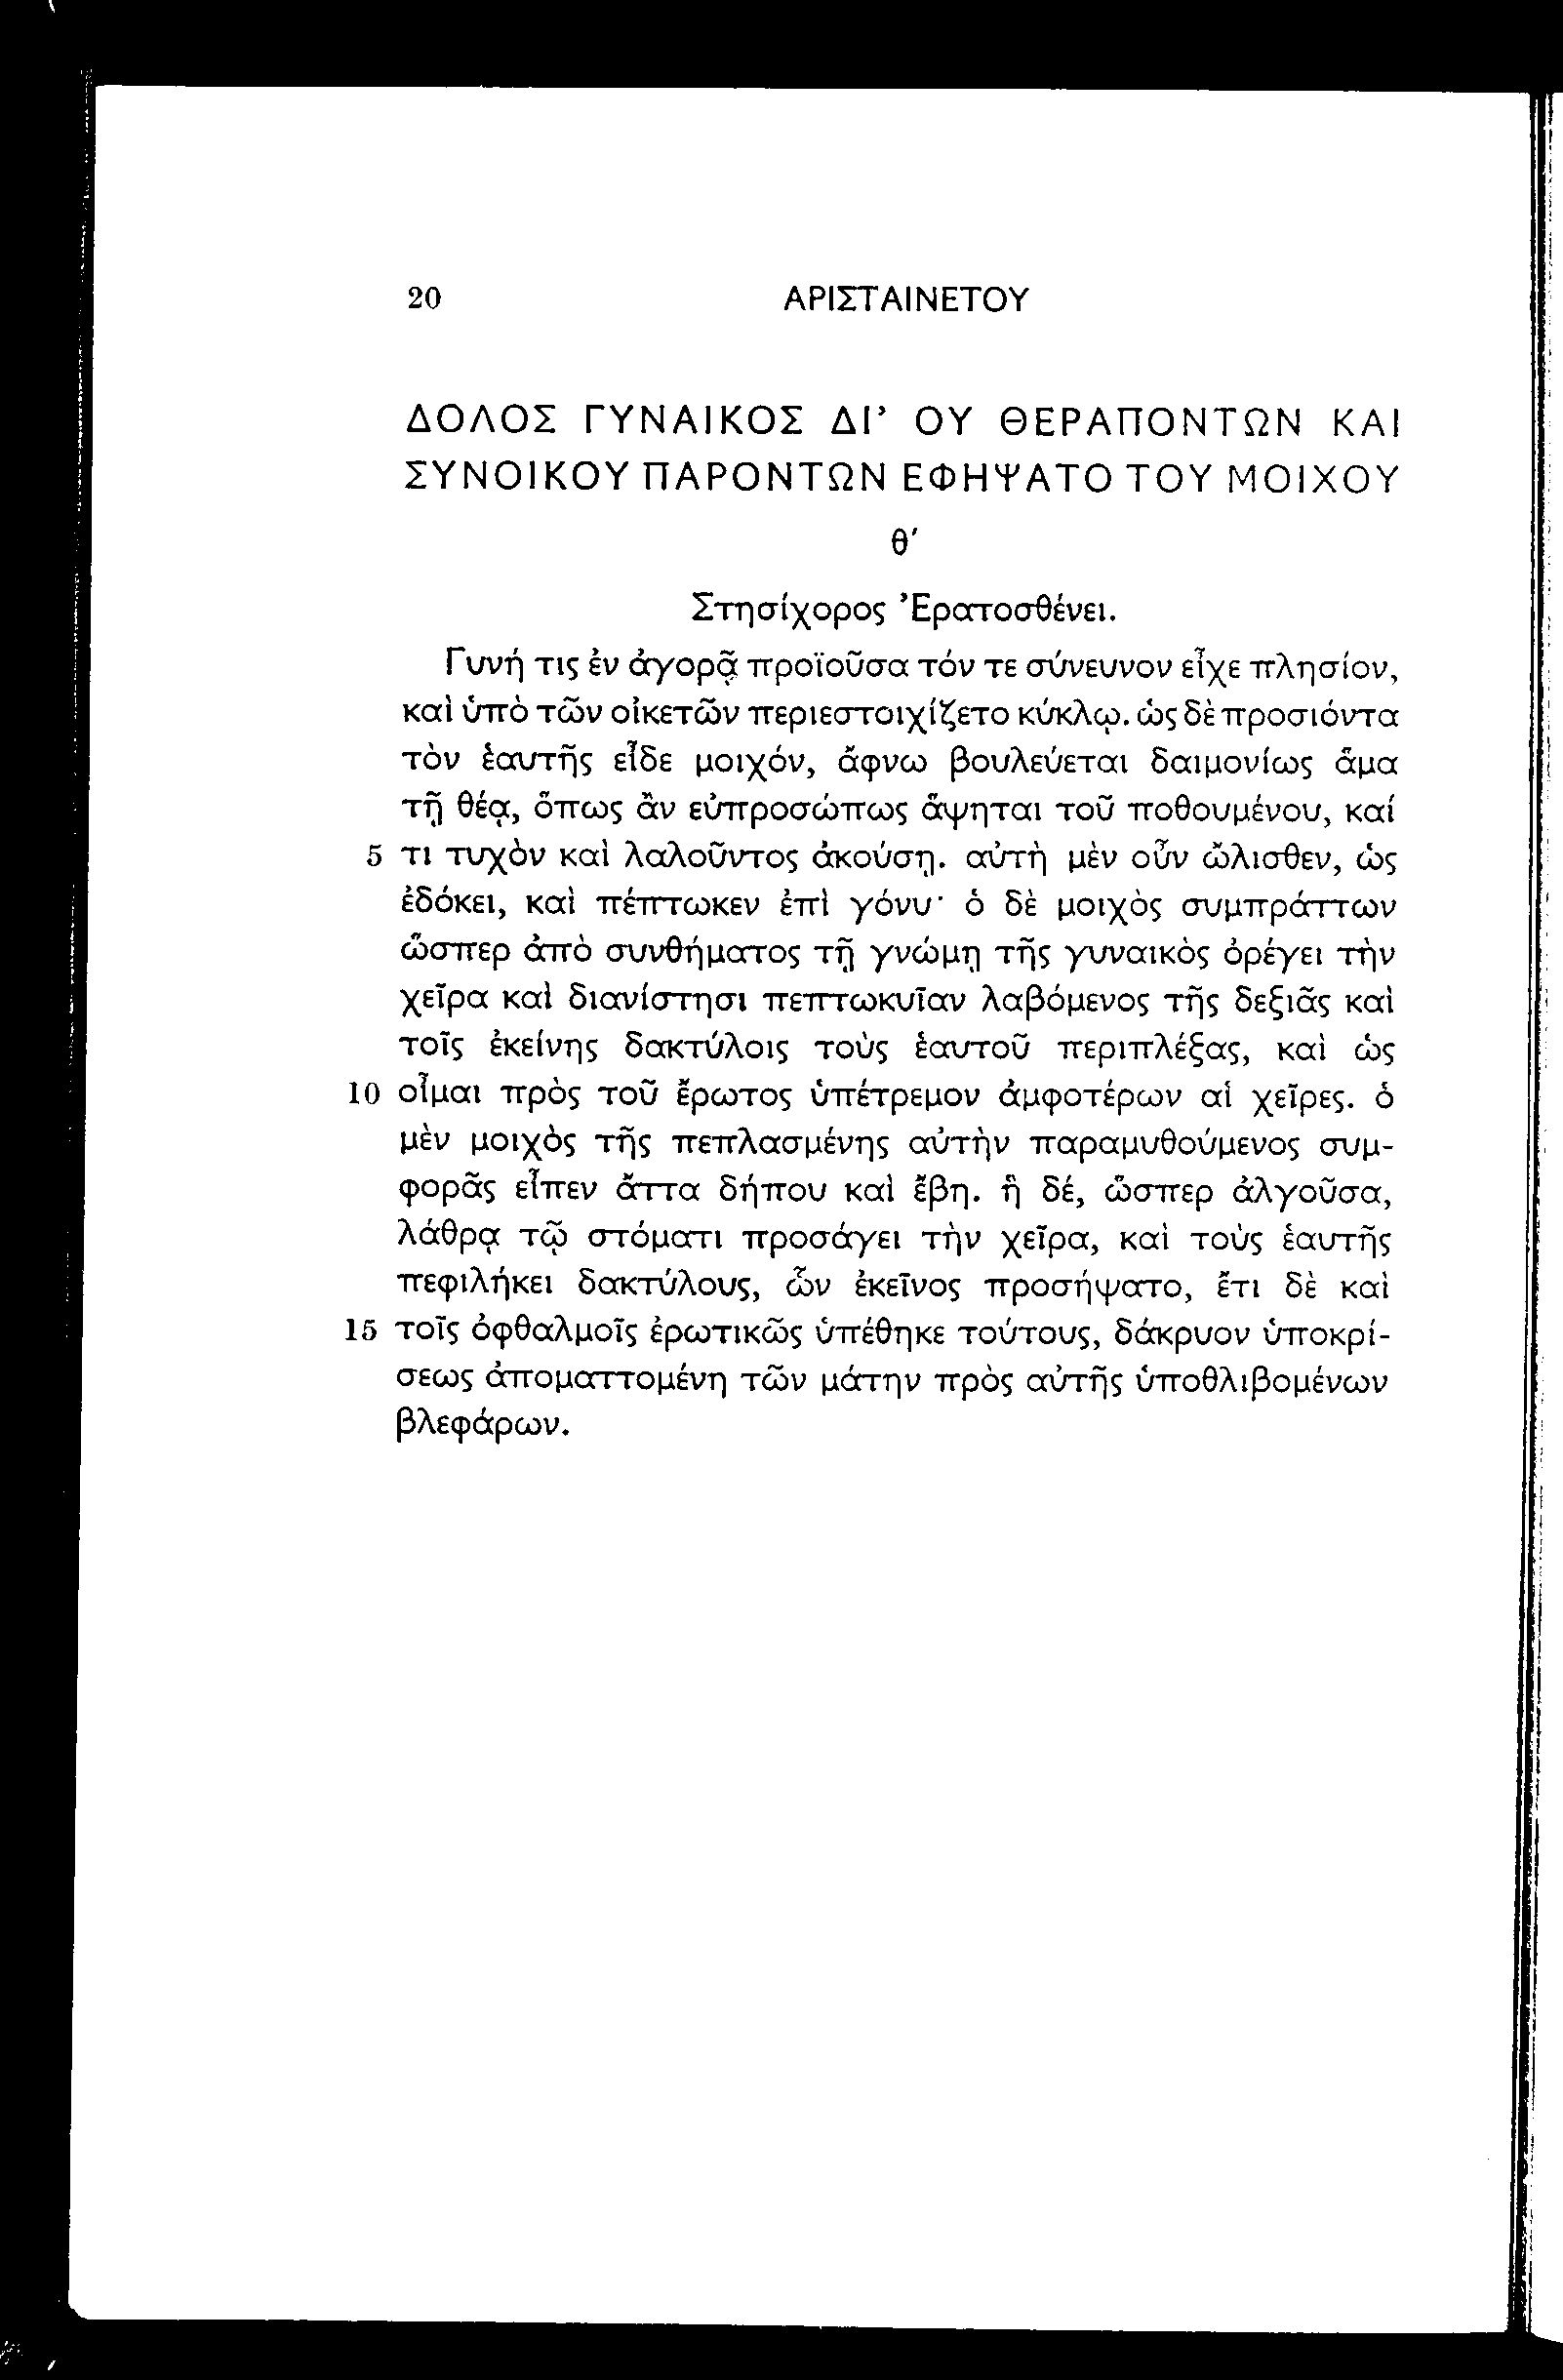 20 ΑΡΙΣΤΑΙΝΕΤΟΥ
ΔΟΛΟΣ ΓΥΝΑΙΚΟΣ ΔΙ’ ΟΥ ΘΕΡΑΠΟΝΤΩΝ ΚΑΙ
ΣΥΝΟΙΚΟΥ ΠΑΡΟΝΤΩΝ ΕΦΗΨΑΤΟ ΤΟΥ ΜΟΙΧΟΥ
θ′
Στησίχορος Ἐρατοσθένει.
Γυνή τις ἐν ἀγορᾷ προϊοῦσα τόν τε σύνευνον εἶχε πλησίον,
καὶ ὑπὸ τῶν οἰκετῶν περιεστοιχίζετο κύκλῳ. ὡς δὲ προσιόντα
τὸν ἑαυτῆς εἶδε μοιχόν, ἄφνω βουλεύεται δαιμονίως ἅμα
τῇ θέᾳ, ὅπως ἂν εὐπροσώπως ἅψηται τοῦ ποθουμένου, καί
5 τι τυχὸν καὶ λαλοῦντος ἀκούσῃ. αὐτὴ μὲν οὖν ὤλισθεν, ὡς
ἐδόκει, καὶ πέπτωκεν ἐπὶ γόνυ· ὁ δὲ μοιχὸς συμπράττων
ὥσπερ ἀπὸ συνθήματος τῇ γνώμῃ τῆς γυναικὸς ὀρέγει τὴν
χεῖρα καὶ διανίστησι πεπτωκυῖαν λαβόμενος τῆς δεξιᾶς καὶ
τοῖς ἐκείνης δακτύλοις τοὺς ἑαυτοῦ περιπλέξας, καὶ ὡς
10 οἶμαι πρὸς τοῦ ἔρωτος ὑπέτρεμον ἀμφοτέρων αἱ χεῖρες. ὁ
μὲν μοιχὸς τῆς πεπλασμένης αὐτὴν παραμυθούμενος συμ-
φορᾶς εἶπεν ἄττα δήπου καὶ ἔβη. ἡ δέ, ὥσπερ ἀλγοῦσα,
λάθρᾳ τῷ στόματι προσάγει τὴν χεῖρα, καὶ τοὺς ἑαυτῆς
πεφιλήκει δακτύλους, ὧν ἐκεῖνος προσήψατο, ἔτι δὲ καὶ
15 τοῖς ὀφθαλμοῖς ἐρωτικῶς ὑπέθηκε τούτους, δάκρυον ὑποκρί-
σεως ἀποματτομένη τῶν μάτην πρὸς αὐτῆς ὑποθλιβομένων
βλεφάρων.